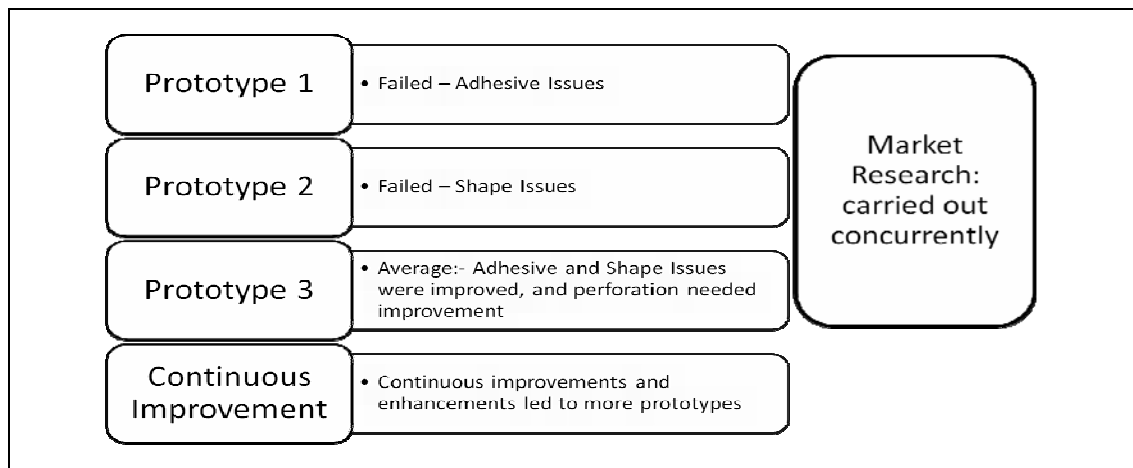 Prototype 1
• Failed – Adhesive Issues
Prototype 2
• Failed – Shape Issues
Prototype 3
• Average:- Adhesive and Shape Issues
were improved, and perforation needed
improvement
Continuous
Improvement
• Continuous improvements and
enhancements led to more prototypes
Market
Research:
carried out
concurrently